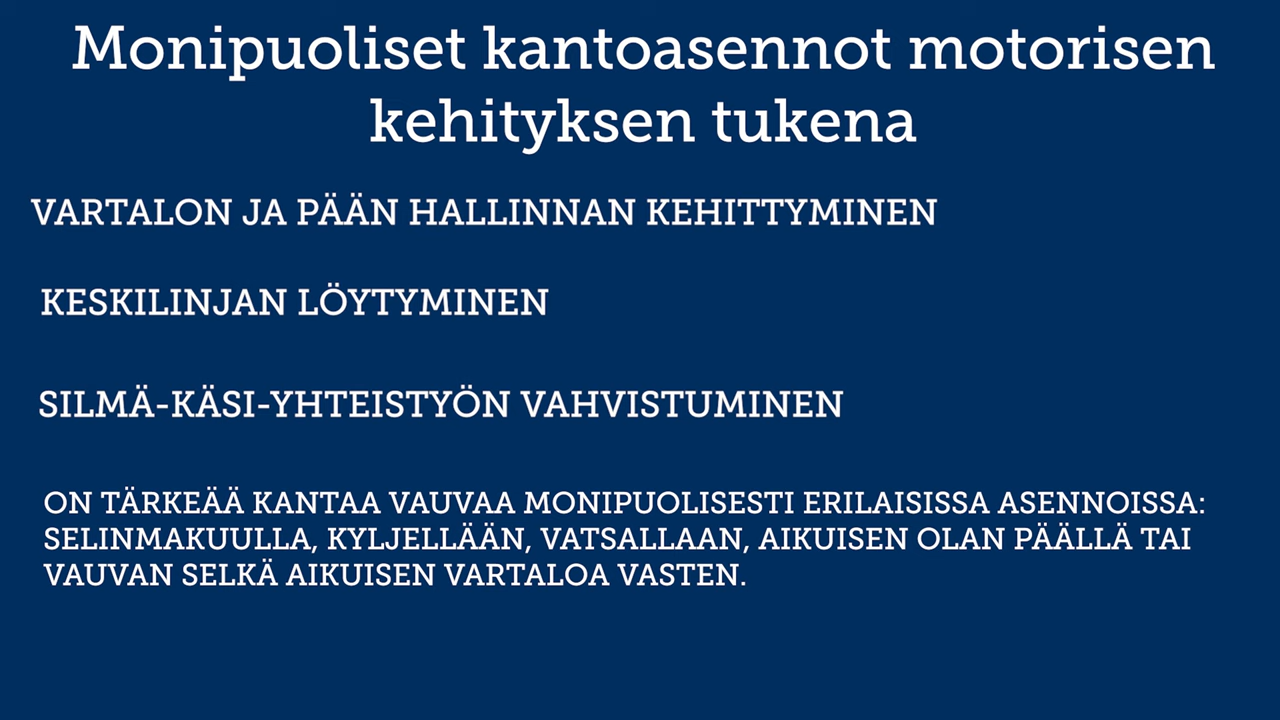 Monipuoliset kantoasennot motorisen
kehityksen tukena
VARTALON JA PÄÄN HALLINNAN KEHITTYMINEN
KESKILINJAN LÖYTYMINEN
SILMÄ-KÄSI-YHTEISTYÖN VAHVISTUMINEN
ON TÄRKEÄÄ KANTAA VAUVAA MONIPUOLISESTI ERILAISISSA ASENNOISSA:
SELINMAKUULLA, KYLJELLÄÄN, VATSALLAAN, AIKUISEN OLAN PÄÄLLÄ TAI
VAUVAN SELKÄ AIKUISEN VARTALOA VASTEN.